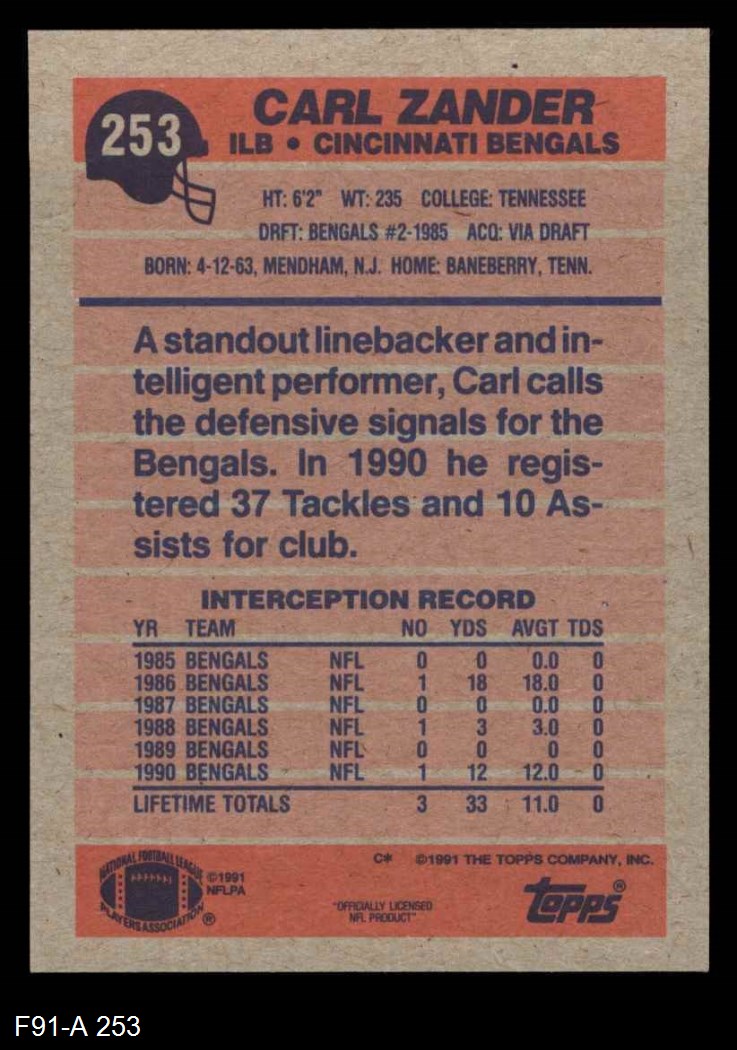 253
CARL ZANDER
ILB • CINCINNATI BENGALS
HT: 6'2" WT: 235 COLLEGE: TENNESSEE
DRFT: BENGALS #2-1985 ACQ: VIA DRAFT
BORN: 4-12-63, MENDHAM, N.J. HOME: BANEBERRY, TENN.
A standout linebacker and in-
telligent performer, Carl calls
the defensive signals for the
Bengals. In 1990 he regis-
tered 37 Tackles and 10 As-
sists for club.
INTERCEPTION RECORD
YR TEAM NO YDS AVGT TDS
1985 BENGALS NFL 0 0 0.0 0
1986 BENGALS NFL 1 18 18.0 0
1987 BENGALS NFL 0 0 0.0 0
1988 BENGALS NFL 1 3 3.0 0
1989 BENGALS NFL 0 0 0 0
1990 BENGALS NFL 1 12 12.0 0
LIFETIME TOTALS 3 33 11.0 0
C* ©1991 THE TOPPS COMPANY, INC.
NATIONAL FOOTBALL LEAGUE
PLAYERS ASSOCIATION ®
©1991
NFLPA
"OFFICIALLY LICENSED
NFL PRODUCT"
topps®
F91-A 253